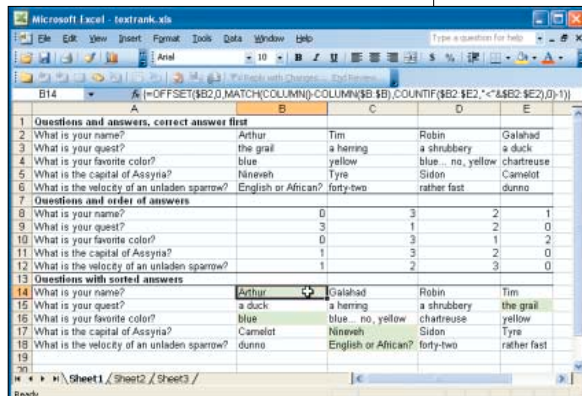 Microsoft Excel - textrank.xls
File Edit View Insert Format Tools Data Window Help Type a question for help
Arial 10 B I U $ %
Reply with Changes... End Review...
B14 fx {=OFFSET($B2,0,MATCH(COLUMN()-COLUMN($B:$B),COUNTIF($B2:$E2,"<"&$B2:$E2),0)-1)}
A B C D E
1 Questions and answers, correct answer first
2 What is your name? Arthur Tim Robin Galahad
3 What is your quest? the grail a herring a shrubbery a duck
4 What is your favorite color? blue yellow blue... no, yellow chartreuse
5 What is the capital of Assyria? Nineveh Tyre Sidon Camelot
6 What is the velocity of an unladen sparrow? English or African? forty-two rather fast dunno
7 Questions and order of answers
8 What is your name? 0 3 2 1
9 What is your quest? 3 1 2 0
10 What is your favorite color? 0 3 1 2
11 What is the capital of Assyria? 1 3 2 0
12 What is the velocity of an unladen sparrow? 1 2 3 0
13 Questions with sorted answers
14 What is your name? Arthur Galahad Robin Tim
15 What is your quest? a duck a herring a shrubbery the grail
16 What is your favorite color? blue blue... no, yellow chartreuse yellow
17 What is the capital of Assyria? Camelot Nineveh Sidon Tyre
18 What is the velocity of an unladen sparrow? dunno English or African? forty-two rather fast
19
20
Sheet1 / Sheet2 / Sheet3 /
Ready